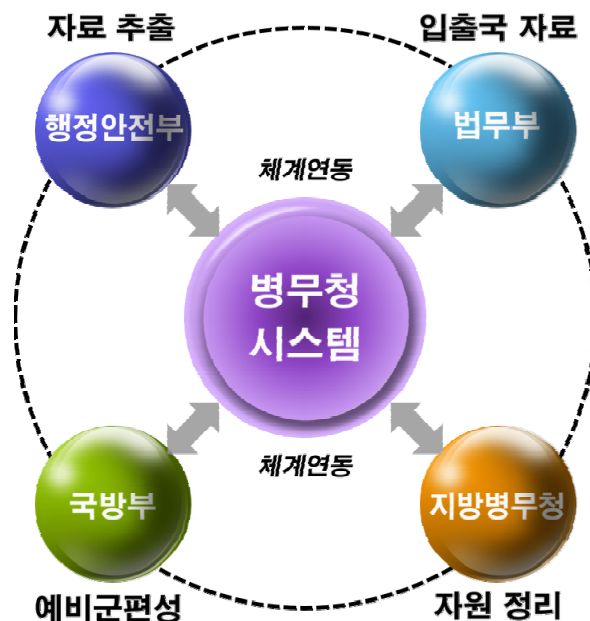 자료 추출
입출국 자료
행정안전부
법무부
체계연동
병무청
시스템
체계연동
국방부
지방병무청
예비군편성
자원 정리